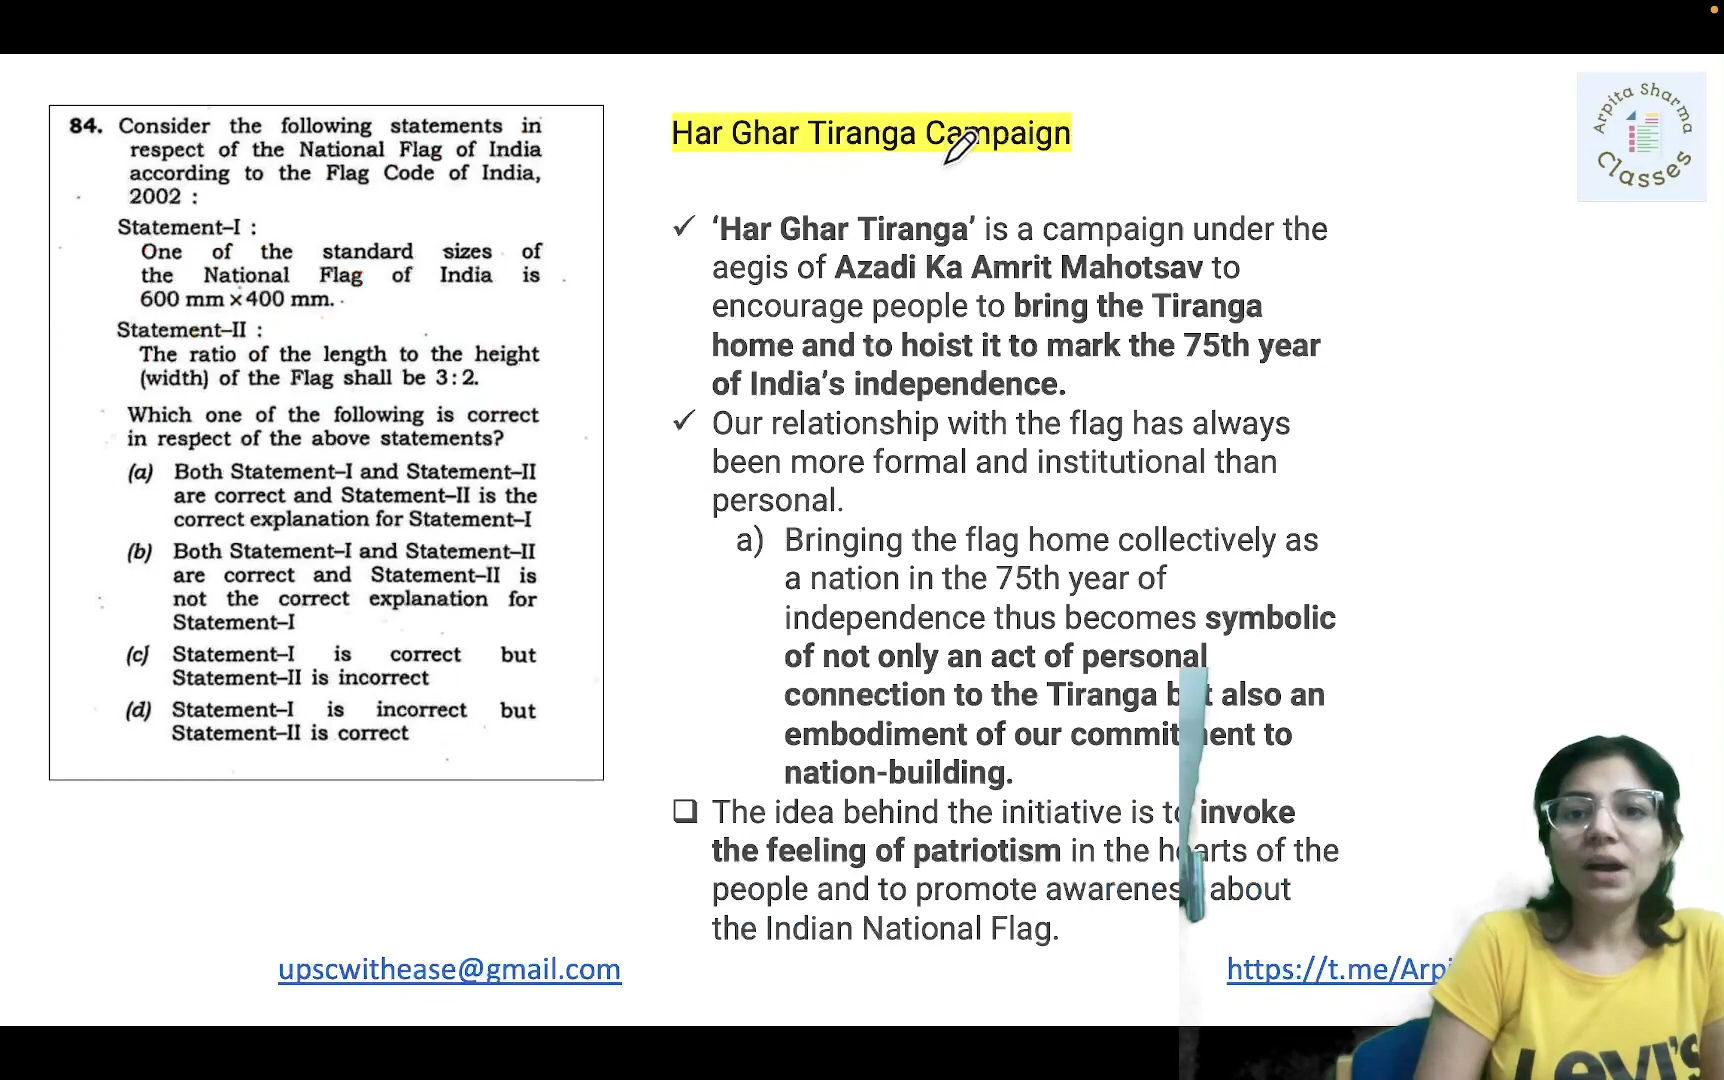 84. Consider the following statements in
respect of the National Flag of India
according to the Flag Code of India,
2002 :
Statement–I :
One of the standard sizes of
the National Flag of India is
600 mm × 400 mm.
Statement–II :
The ratio of the length to the height
(width) of the Flag shall be 3 : 2.
Which one of the following is correct
in respect of the above statements?
(a) Both Statement–I and Statement–II
are correct and Statement–II is the
correct explanation for Statement–I
(b) Both Statement–I and Statement–II
are correct and Statement–II is
not the correct explanation for
Statement–I
(c) Statement–I is correct but
Statement–II is incorrect
(d) Statement–I is incorrect but
Statement–II is correct
Har Ghar Tiranga Campaign
✓ ‘Har Ghar Tiranga’ is a campaign under the
aegis of Azadi Ka Amrit Mahotsav to
encourage people to bring the Tiranga
home and to hoist it to mark the 75th year
of India’s independence.
✓ Our relationship with the flag has always
been more formal and institutional than
personal.
a) Bringing the flag home collectively as
a nation in the 75th year of
independence thus becomes symbolic
of not only an act of personal
connection to the Tiranga but also an
embodiment of our commitment to
nation-building.
❑ The idea behind the initiative is to invoke
the feeling of patriotism in the hearts of the
people and to promote awareness about
the Indian National Flag.
upscwithease@gmail.com
https://t.me/Arpi
Arpita Sharma
Classes
Levi's